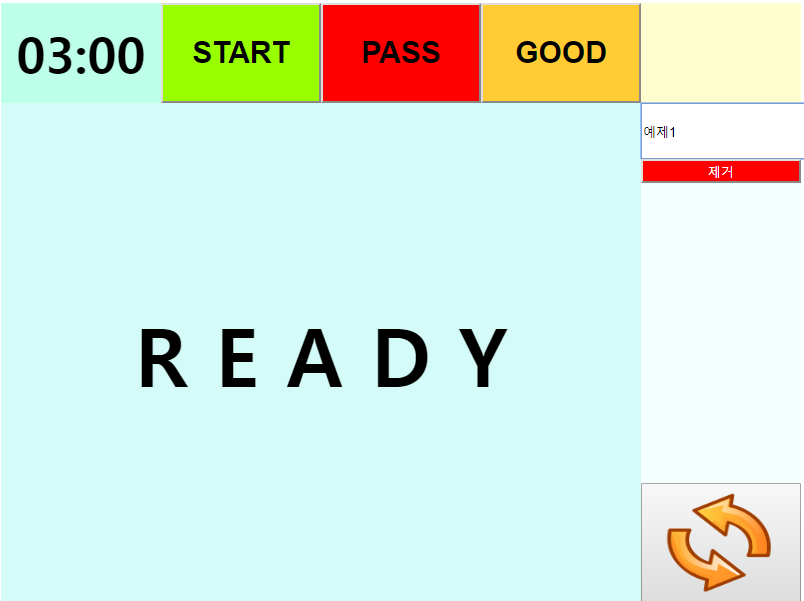 03:00
START
PASS
GOOD
예제1
제거
R E A D Y